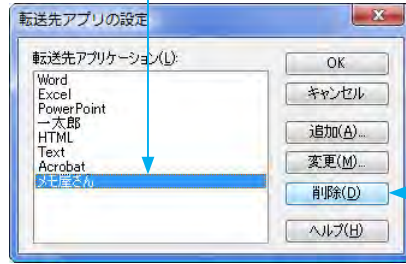 転送先アプリの設定
転送先アプリケーション(L):
Word
Excel
PowerPoint
一太郎
HTML
Text
Acrobat
メモ屋さん
OK
キャンセル
追加(A)...
変更(M)...
削除(D)
ヘルプ(H)